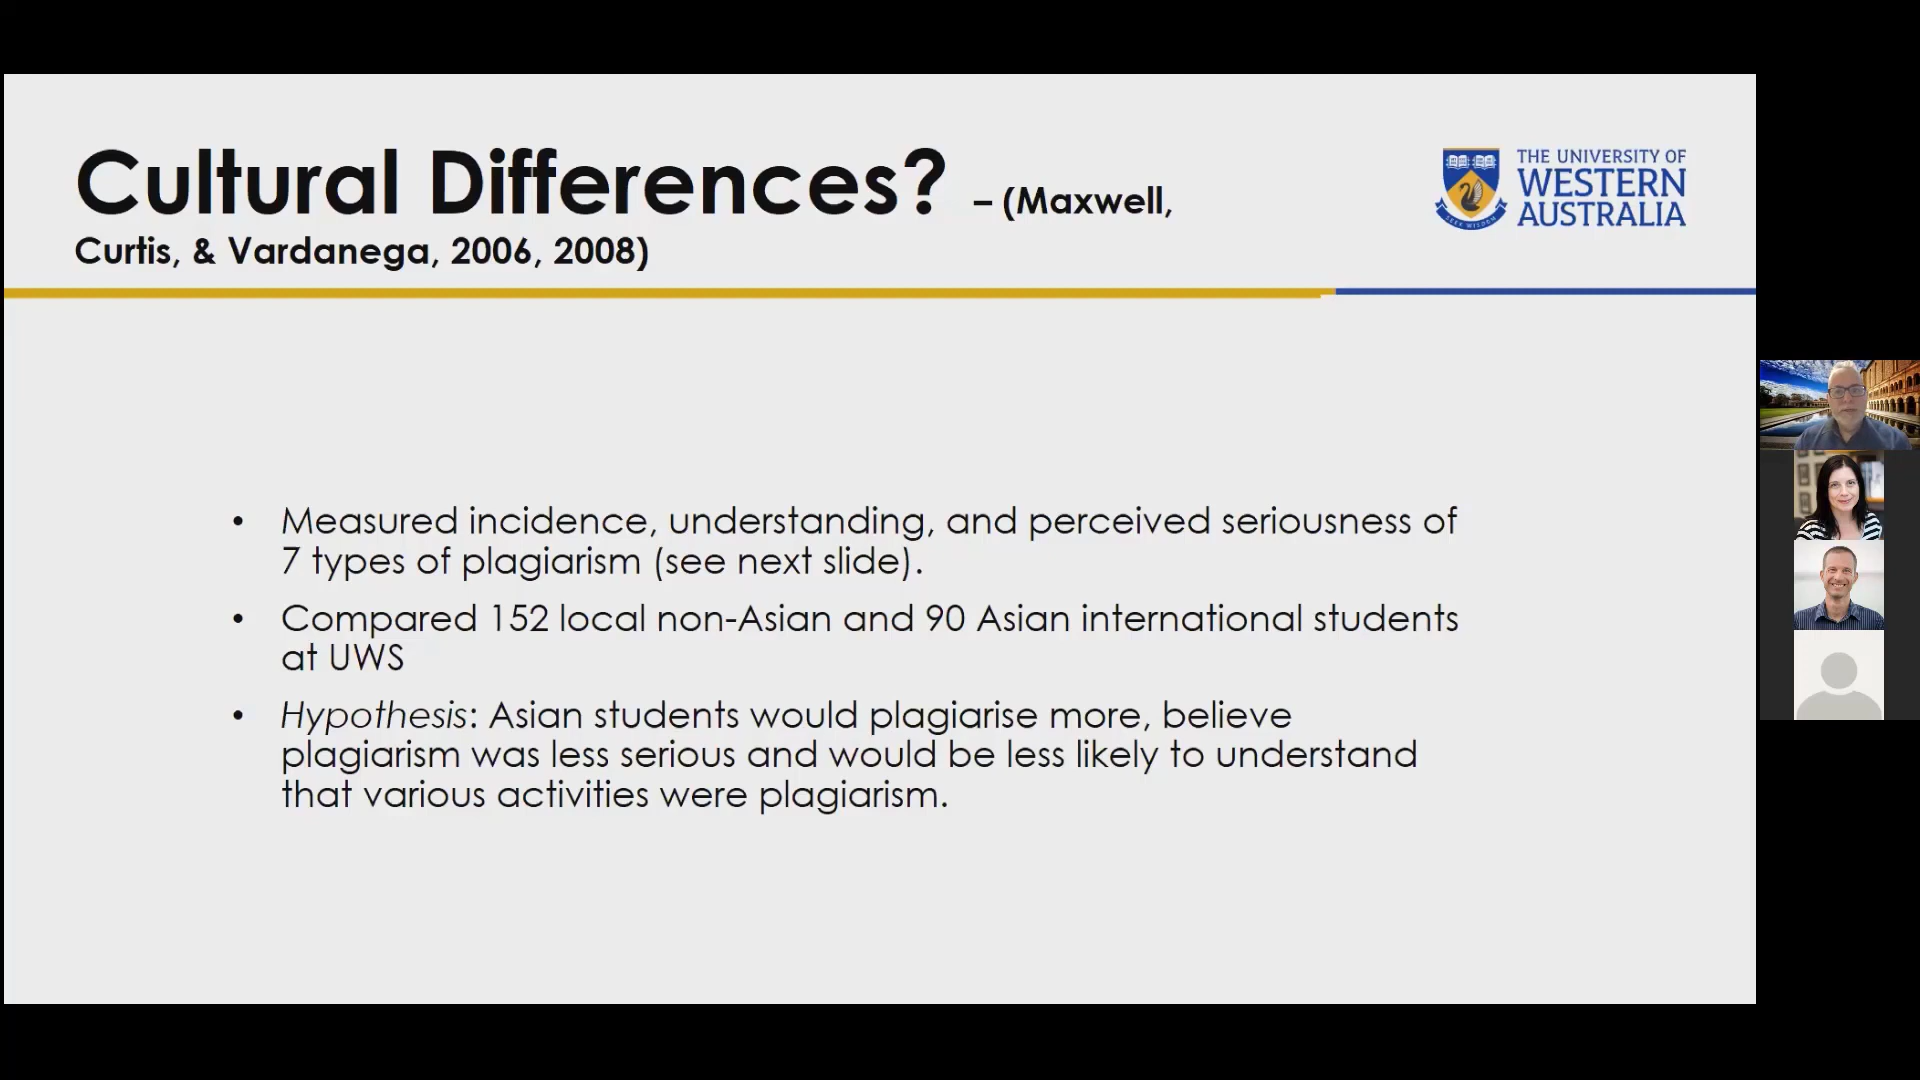 Cultural Differences? – (Maxwell,
Curtis, & Vardanega, 2006, 2008)
THE UNIVERSITY OF
WESTERN
AUSTRALIA
SEEK WISDOM
• Measured incidence, understanding, and perceived seriousness of
7 types of plagiarism (see next slide).
• Compared 152 local non-Asian and 90 Asian international students
at UWS
• Hypothesis: Asian students would plagiarise more, believe
plagiarism was less serious and would be less likely to understand
that various activities were plagiarism.